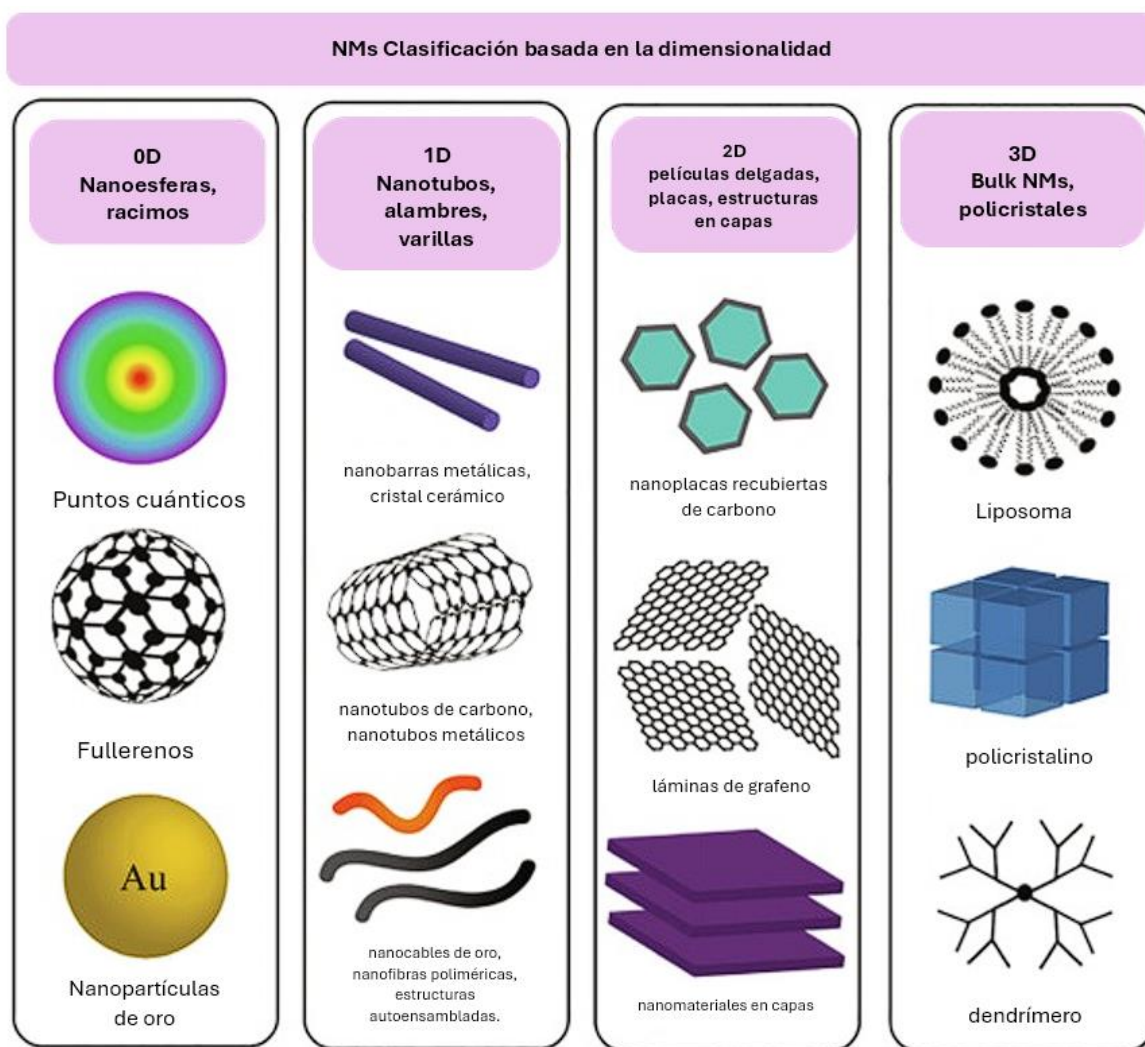 NMs Clasificación basada en la dimensionalidad
0D
Nanoesferas,
racimos
Puntos cuánticos
Fullerenos
Au
Nanopartículas
de oro
1D
Nanotubos,
alambres,
varillas
nanobarras metálicas,
cristal cerámico
nanotubos de carbono,
nanotubos metálicos
nanocables de oro,
nanofibras poliméricas,
estructuras
autoensambladas.
2D
películas delgadas,
placas, estructuras
en capas
nanoplacas recubiertas
de carbono
láminas de grafeno
nanomateriales en capas
3D
Bulk NMs,
policristales
Liposoma
policristalino
dendrímero